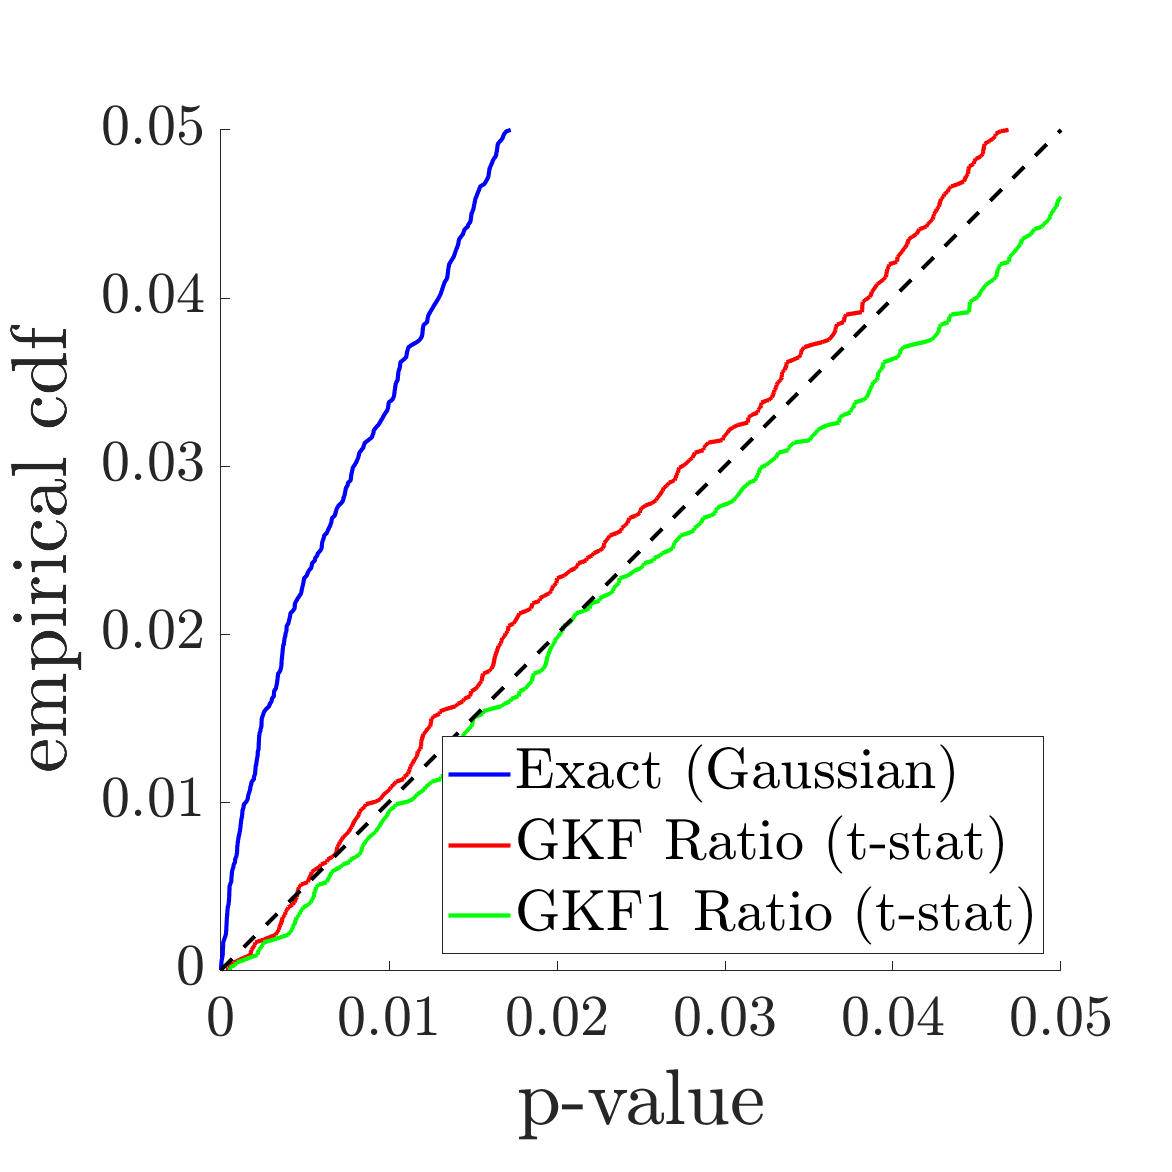 0.05
0.04
0.03
0.02
0.01
0
empirical cdf
Exact (Gaussian)
GKF Ratio (t-stat)
GKF1 Ratio (t-stat)
0 0.01 0.02 0.03 0.04 0.05
p-value